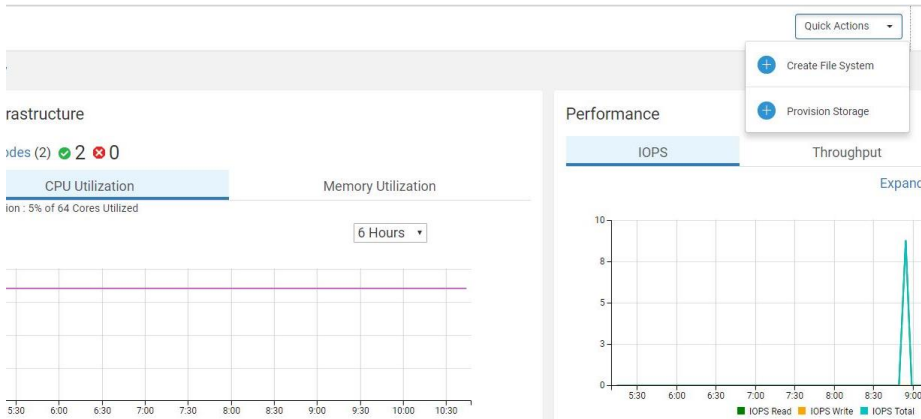 Quick Actions
Create File System
Provision Storage
rastructure
odes (2) 2 0
CPU Utilization Memory Utilization
ion : 5% of 64 Cores Utilized
6 Hours
5:30 6:00 6:30 7:00 7:30 8:00 8:30 9:00 9:30 10:00 10:30
Performance
IOPS Throughput
Expand
10
8
5
3
0
5:30 6:00 6:30 7:00 7:30 8:00 8:30 9:00
IOPS Read IOPS Write IOPS Total